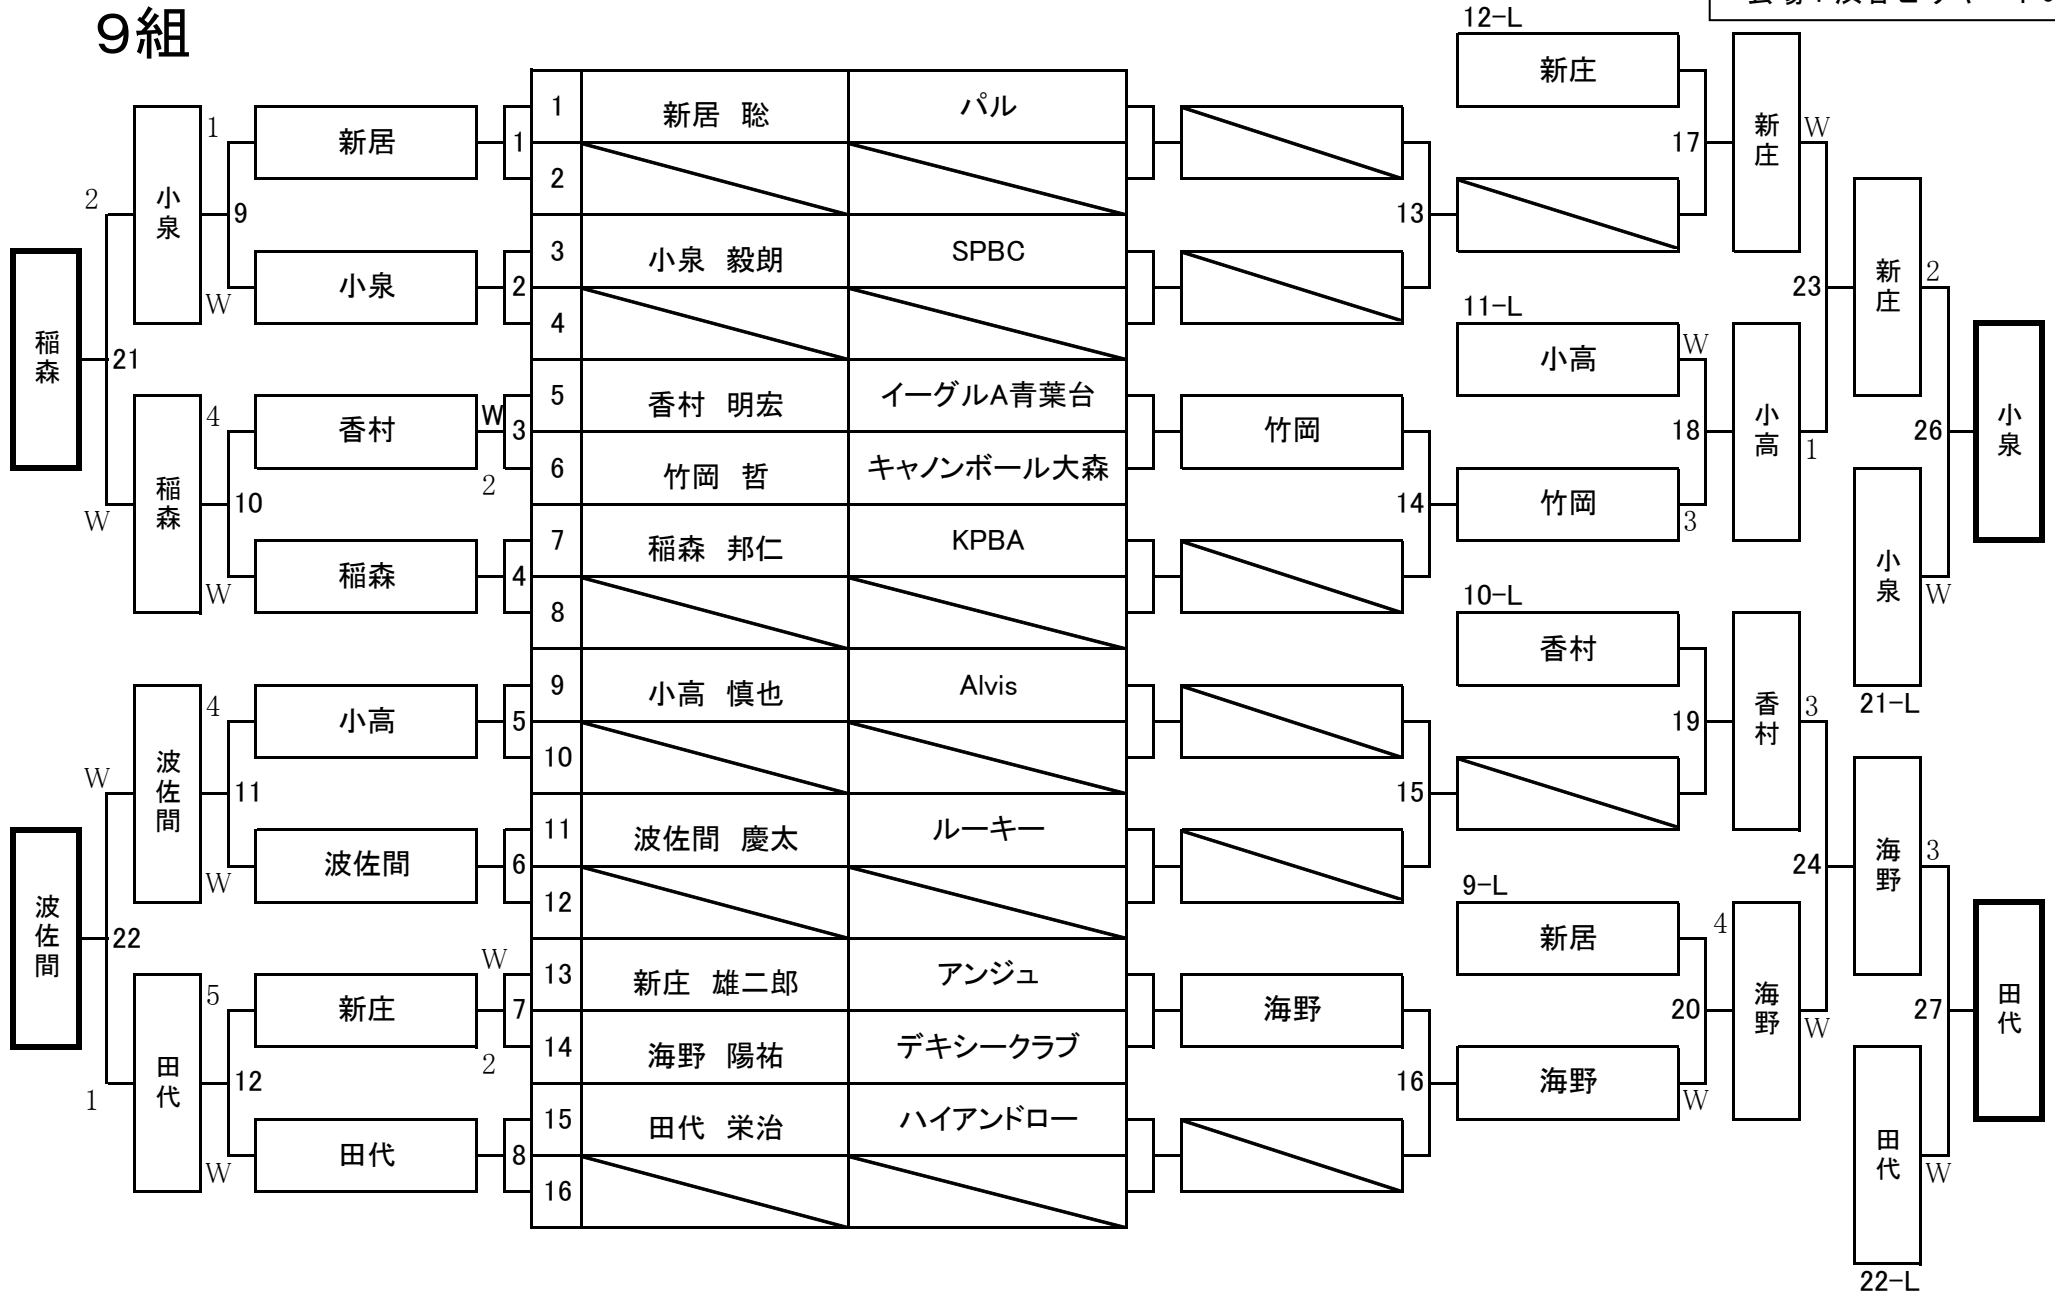 9組
12-L
新庄
1 新居 聡 パル
2
3 小泉 毅朗 SPBC
4
5 香村 明宏 イーグルA青葉台
6 竹岡 哲 キャノンボール大森
7 稲森 邦仁 KPBA
8
9 小高 慎也 Alvis
10
11 波佐間 慶太 ルーキー
12
13 新庄 雄二郎 アンジュ
14 海野 陽祐 デキシークラブ
15 田代 栄治 ハイアンドロー
16
新居
1
1
小泉
2
W
9
小泉
2
香村
W
3
2
4
稲森
4
W
10
稲森
W
21
稲森
小高
5
4
波佐間
6
W
11
波佐間
W
新庄
W
7
2
5
田代
8
W
12
田代
1
22
波佐間
13
17
新庄
W
竹岡
14
11-L
小高
W
竹岡
3
18
小高
1
23
新庄
2
小泉
W
21-L
26
小泉
15
10-L
香村
19
香村
3
海野
16
9-L
新居
4
海野
W
20
海野
W
24
海野
3
田代
W
22-L
27
田代